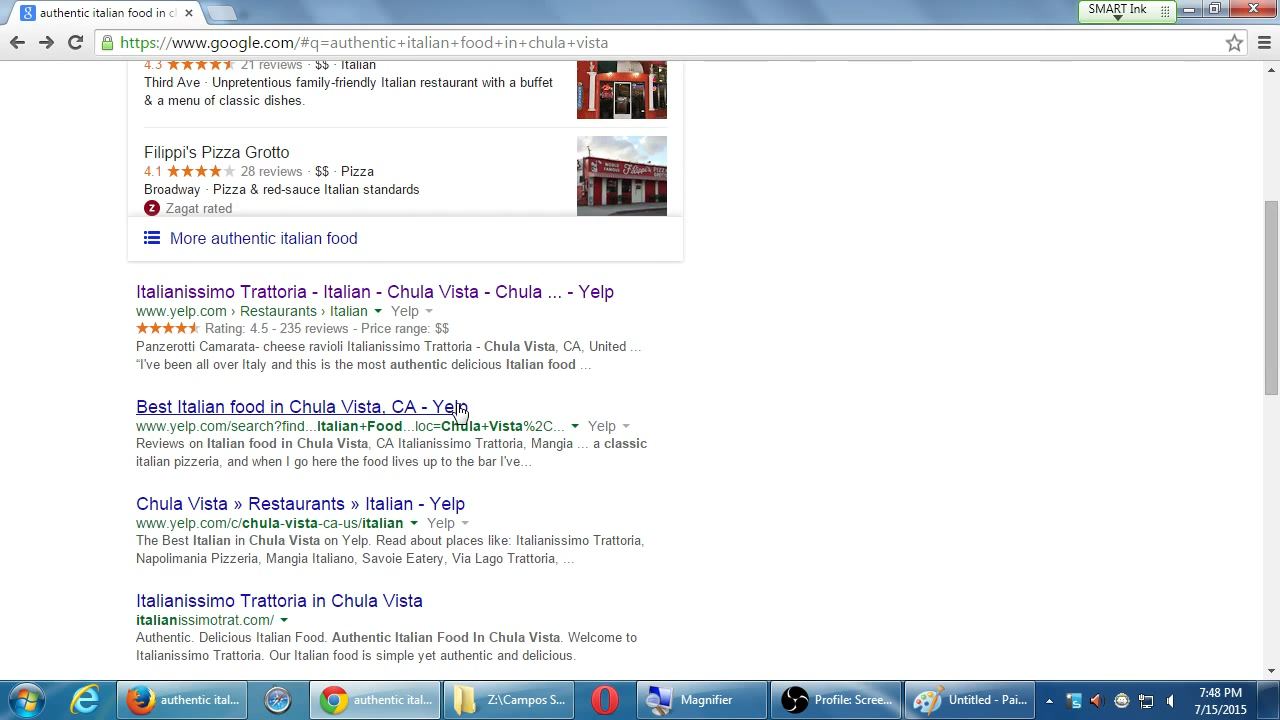 authentic italian food in cl
SMART Ink
https://www.google.com/#q=authentic+italian+food+in+chula+vista
4.3 21 reviews · $$ · Italian
Third Ave · Unpretentious family-friendly Italian restaurant with a buffet
& a menu of classic dishes.
Filippi's Pizza Grotto
4.1 28 reviews · $$ · Pizza
Broadway · Pizza & red-sauce Italian standards
Z Zagat rated
More authentic italian food
Italianissimo Trattoria - Italian - Chula Vista - Chula ... - Yelp
www.yelp.com › Restaurants › Italian Yelp
Rating: 4.5 - 235 reviews - Price range: $$
Panzerotti Camarata- cheese ravioli Italianissimo Trattoria - Chula Vista, CA, United ...
“I've been all over Italy and this is the most authentic delicious Italian food ...
Best Italian food in Chula Vista, CA - Yelp
www.yelp.com/search?find...Italian+Food...loc=Chula+Vista%2C... Yelp
Reviews on Italian food in Chula Vista, CA Italianissimo Trattoria, Mangia ... a classic
italian pizzeria, and when I go here the food lives up to the bar I've...
Chula Vista » Restaurants » Italian - Yelp
www.yelp.com/c/chula-vista-ca-us/italian Yelp
The Best Italian in Chula Vista on Yelp. Read about places like: Italianissimo Trattoria,
Napolimania Pizzeria, Mangia Italiano, Savoie Eatery, Via Lago Trattoria, ...
Italianissimo Trattoria in Chula Vista
italianissimotrat.com/
Authentic. Delicious Italian Food. Authentic Italian Food In Chula Vista. Welcome to
Italianissimo Trattoria. Our Italian food is simple yet authentic and delicious.
authentic ital... authentic ital... Z:\Campos S... Magnifier Profile: Scree... Untitled - Pai... 7:48 PM
7/15/2015